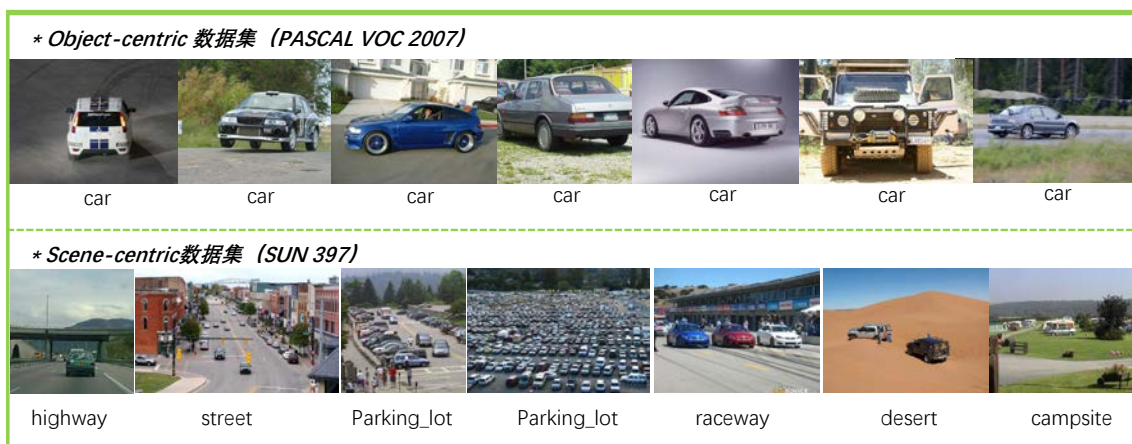 * Object-centric 数据集（PASCAL VOC 2007）
car car car car car car car
* Scene-centric数据集（SUN 397）
highway street Parking_lot Parking_lot raceway desert campsite